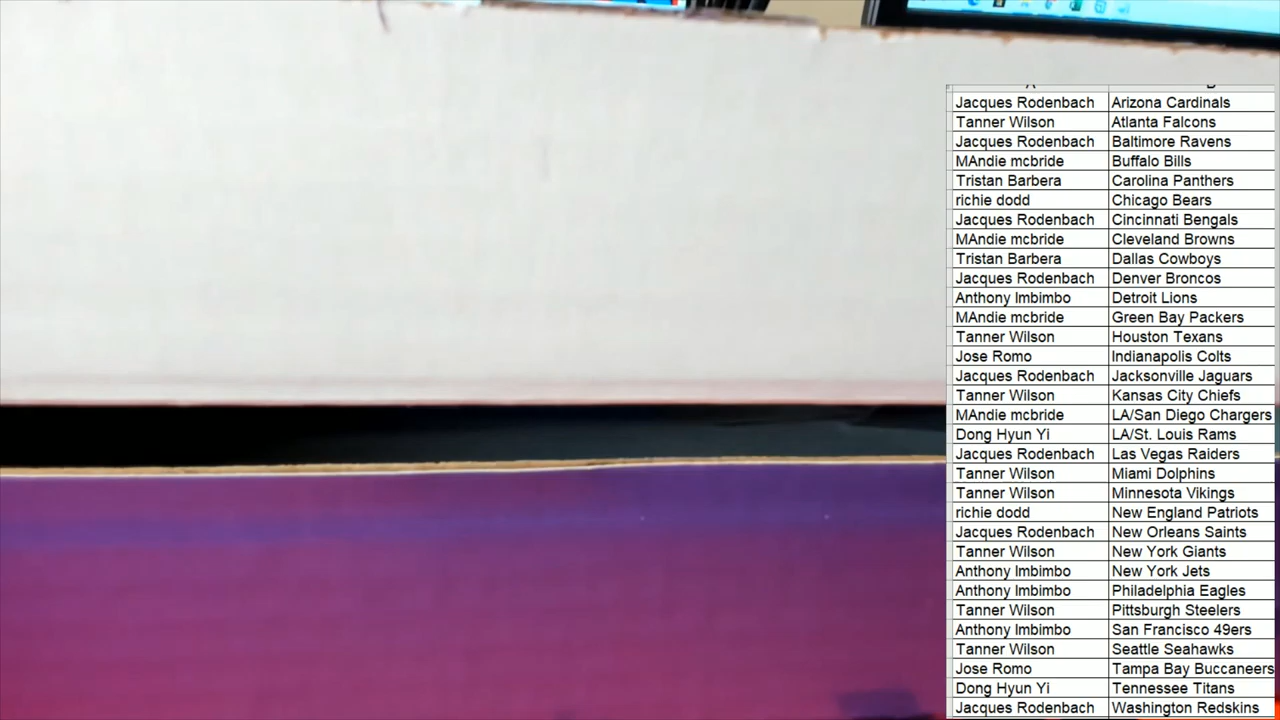 Jacques Rodenbach Arizona Cardinals
Tanner Wilson Atlanta Falcons
Jacques Rodenbach Baltimore Ravens
MAndie mcbride Buffalo Bills
Tristan Barbera Carolina Panthers
richie dodd Chicago Bears
Jacques Rodenbach Cincinnati Bengals
MAndie mcbride Cleveland Browns
Tristan Barbera Dallas Cowboys
Jacques Rodenbach Denver Broncos
Anthony Imbimbo Detroit Lions
MAndie mcbride Green Bay Packers
Tanner Wilson Houston Texans
Jose Romo Indianapolis Colts
Jacques Rodenbach Jacksonville Jaguars
Tanner Wilson Kansas City Chiefs
MAndie mcbride LA/San Diego Chargers
Dong Hyun Yi LA/St. Louis Rams
Jacques Rodenbach Las Vegas Raiders
Tanner Wilson Miami Dolphins
Tanner Wilson Minnesota Vikings
richie dodd New England Patriots
Jacques Rodenbach New Orleans Saints
Tanner Wilson New York Giants
Anthony Imbimbo New York Jets
Anthony Imbimbo Philadelphia Eagles
Tanner Wilson Pittsburgh Steelers
Anthony Imbimbo San Francisco 49ers
Tanner Wilson Seattle Seahawks
Jose Romo Tampa Bay Buccaneers
Dong Hyun Yi Tennessee Titans
Jacques Rodenbach Washington Redskins